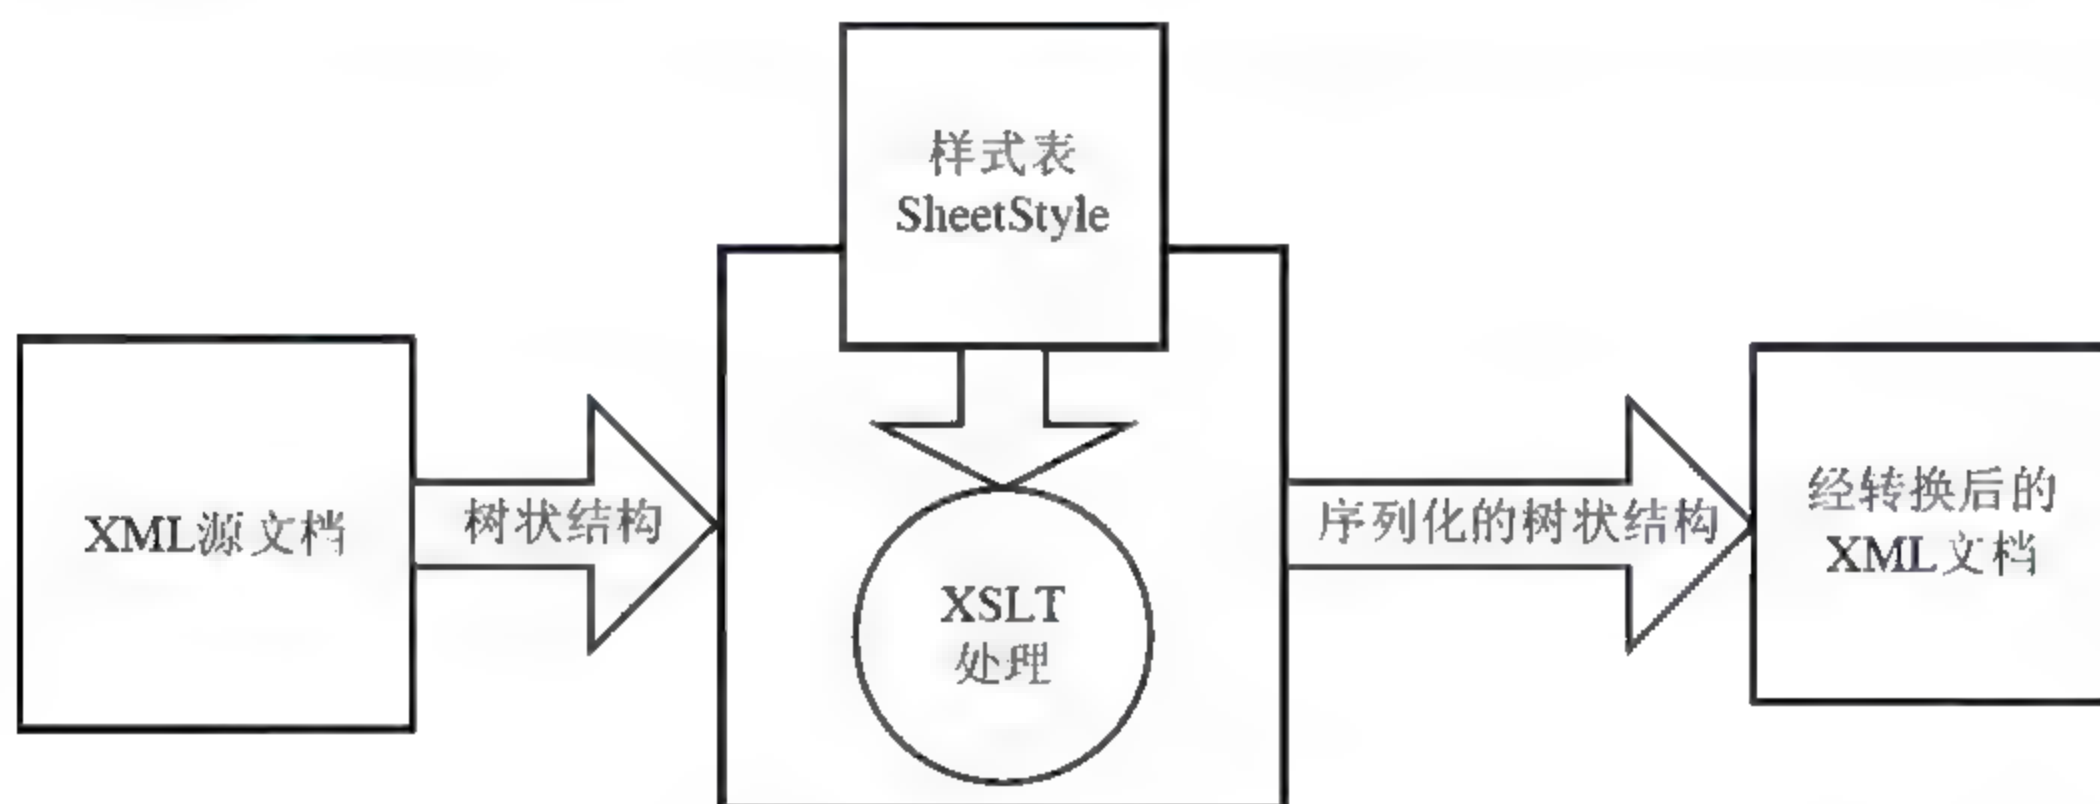 样式表
SheetStyle
XML源文档
树状结构
XSLT
处理
序列化的树状结构
经转换后的
XML文档